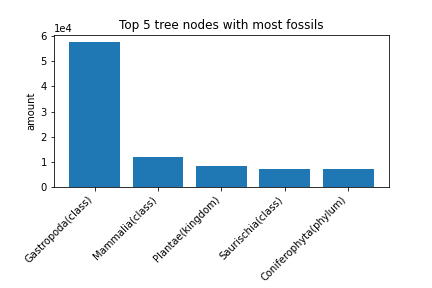 Top 5 tree nodes with most fossils
1e4
6
5
4
3
2
1
0
amount
Gastropoda(class)
Mammalia(class)
Plantae(kingdom)
Saurischia(class)
Coniferophyta(phylum)